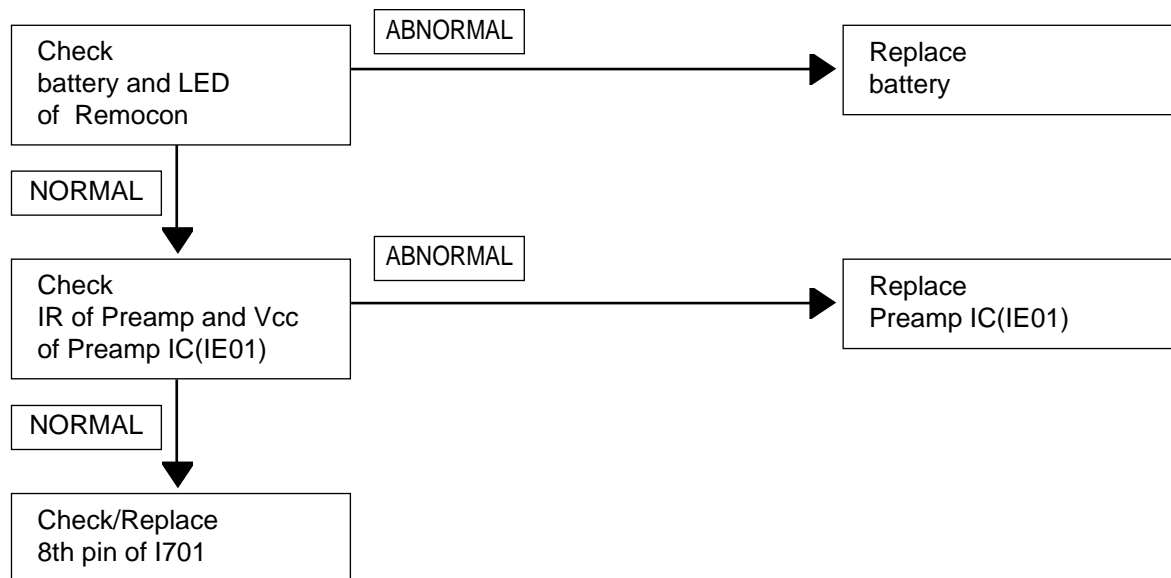 Check
battery and LED
of Remocon
ABNORMAL
Replace
battery
NORMAL
Check
IR of Preamp and Vcc
of Preamp IC(IE01)
ABNORMAL
Replace
Preamp IC(IE01)
NORMAL
Check/Replace
8th pin of I701